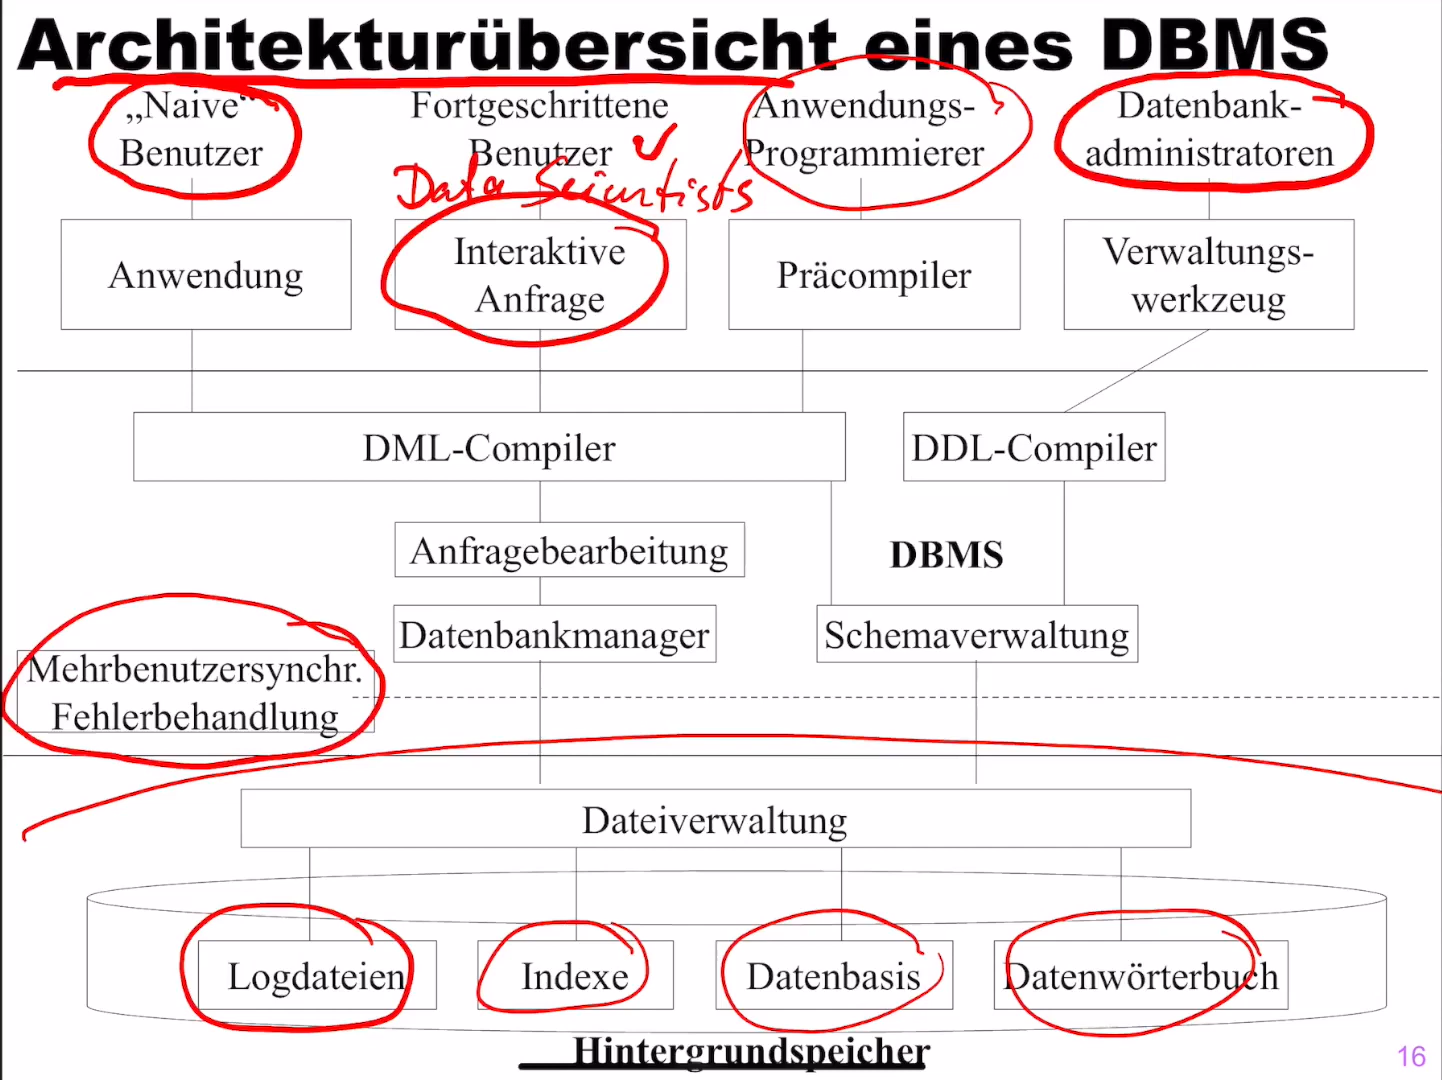 Architekturübersicht eines DBMS
„Naive“
Benutzer
Fortgeschrittene
Benutzer
Data Scientists
Anwendungs-
Programmierer
Datenbank-
administratoren
Anwendung
Interaktive
Anfrage
Präcompiler
Verwaltungs-
werkzeug
DML-Compiler
DDL-Compiler
Anfragebearbeitung
DBMS
Datenbankmanager
Schemaverwaltung
Mehrbenutzersynchr.
Fehlerbehandlung
Dateiverwaltung
Logdateien
Indexe
Datenbasis
Datenwörterbuch
Hintergrundspeicher
16